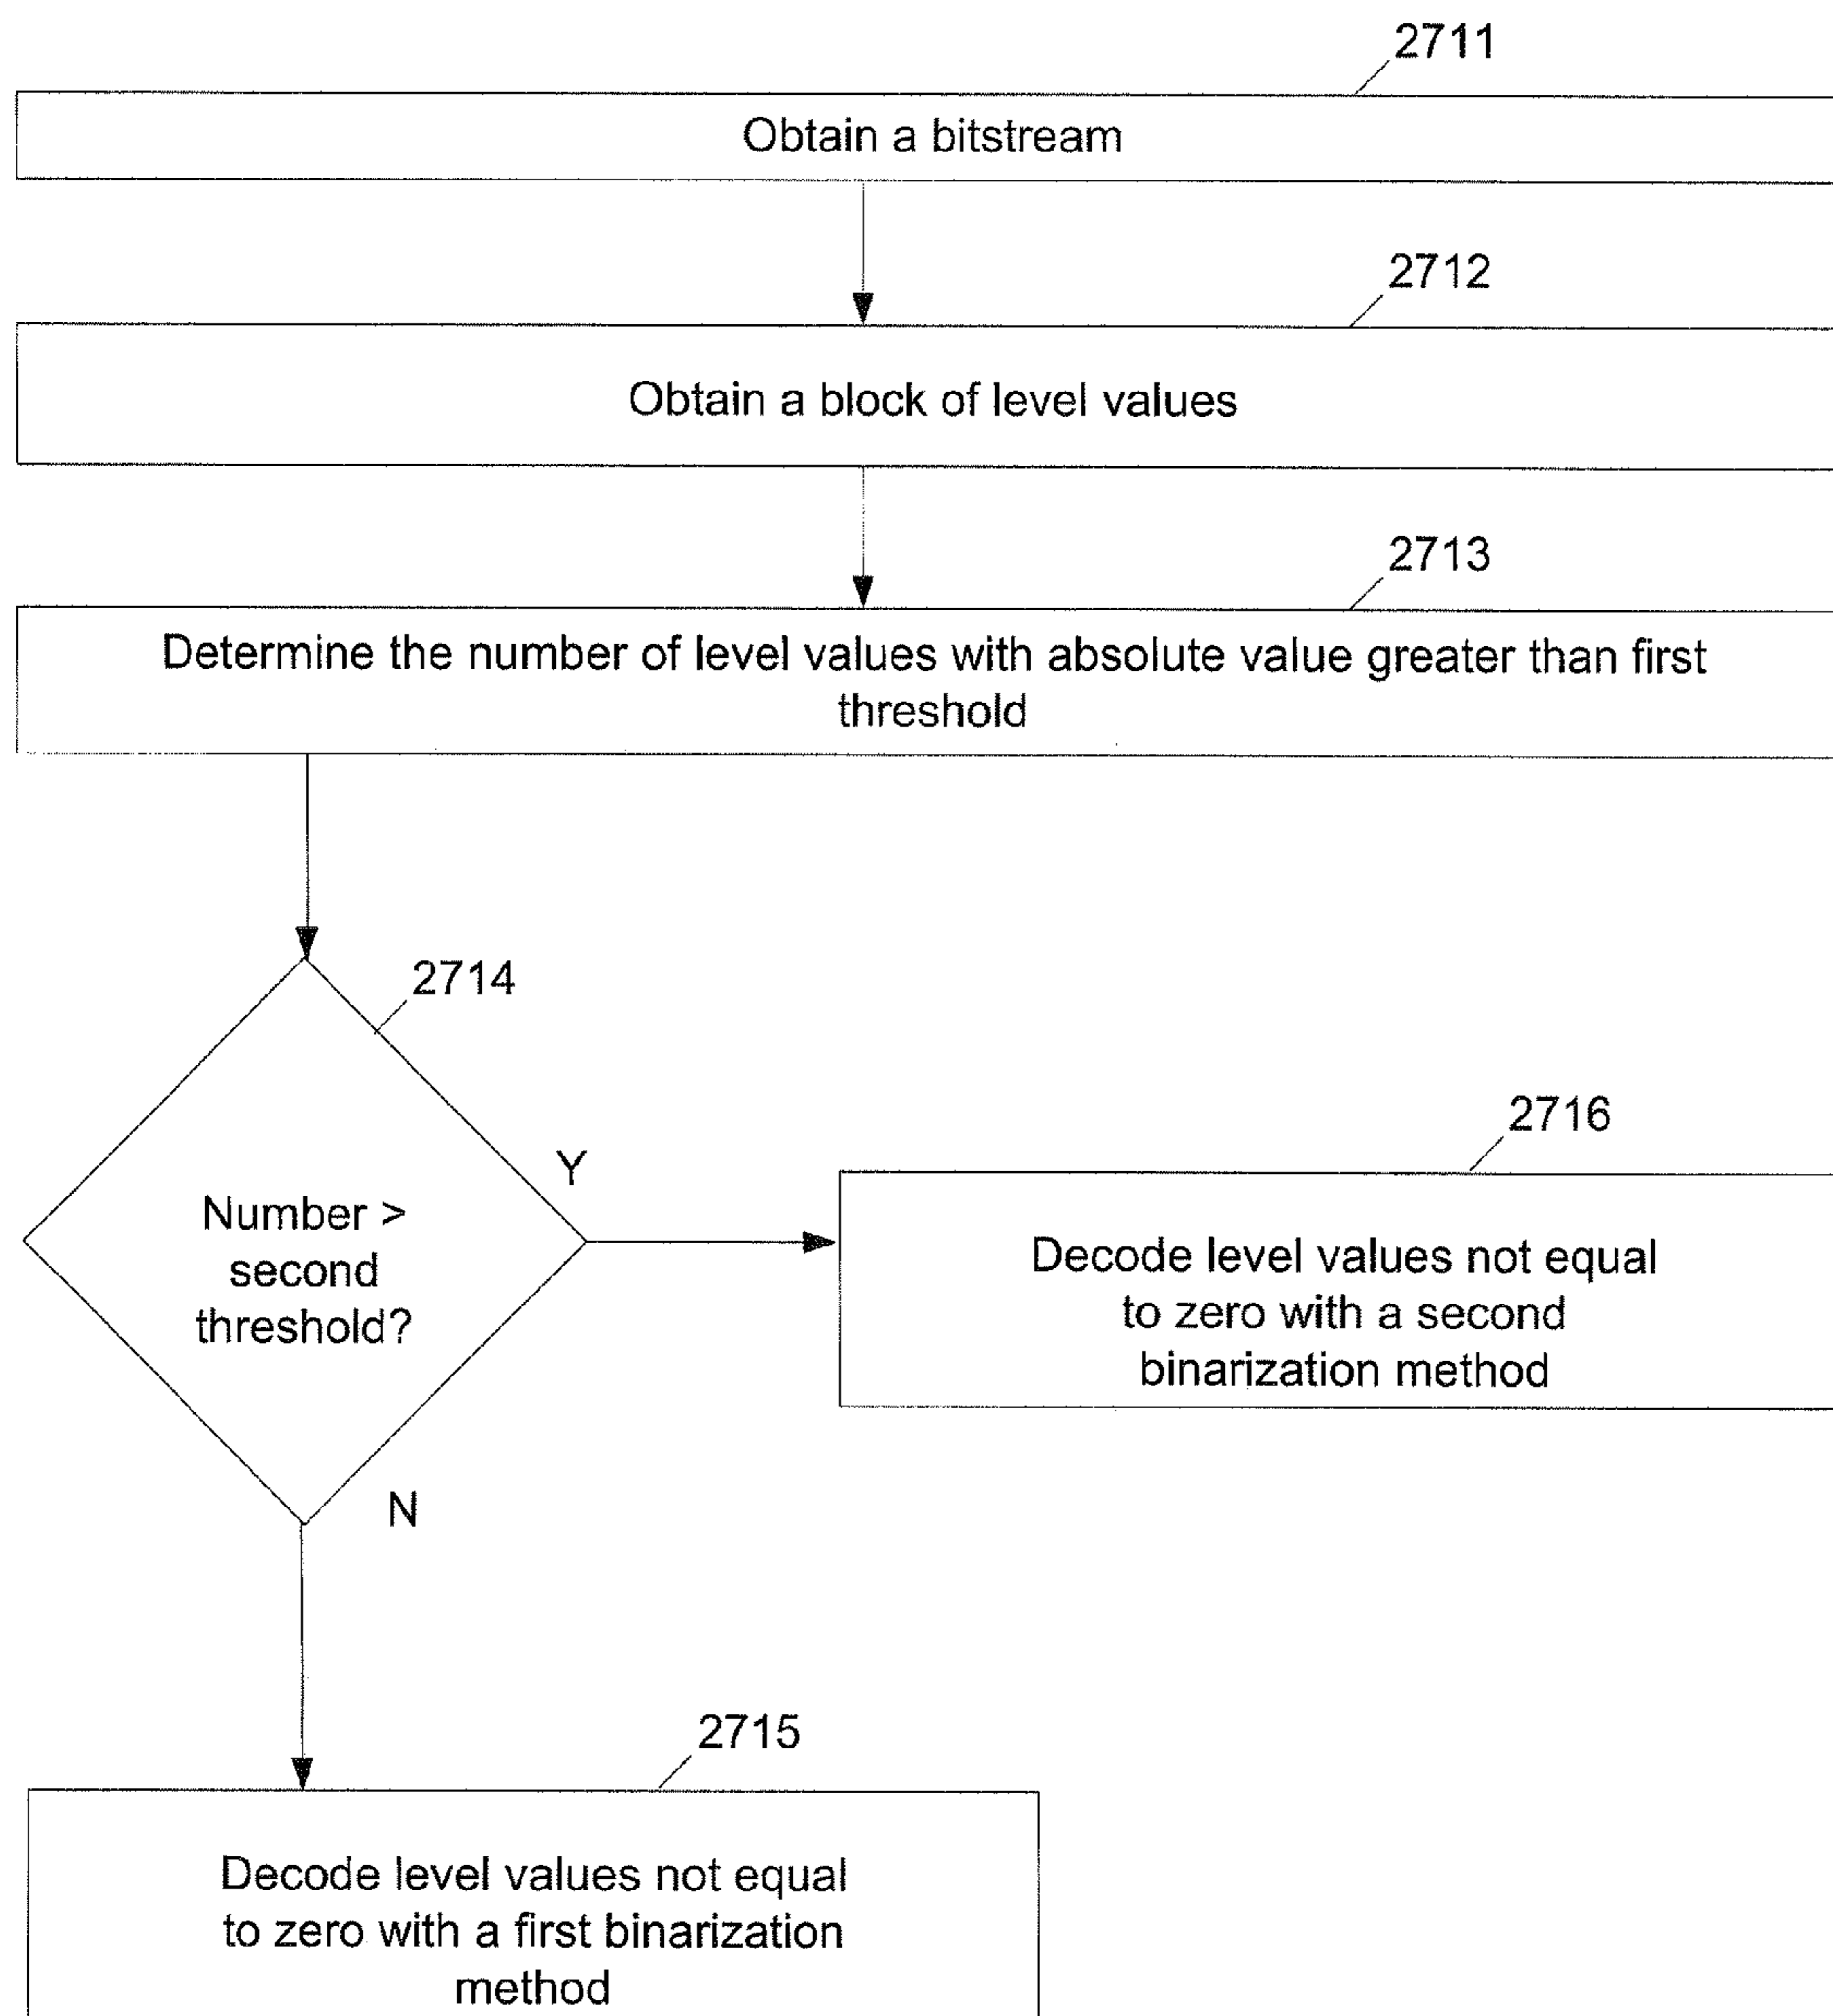 2711
Obtain a bitstream
2712
Obtain a block of level values
2713
Determine the number of level values with absolute value greater than first
threshold
2714
Number >
second
threshold?
Y
2716
Decode level values not equal
to zero with a second
binarization method
N
2715
Decode level values not equal
to zero with a first binarization
method